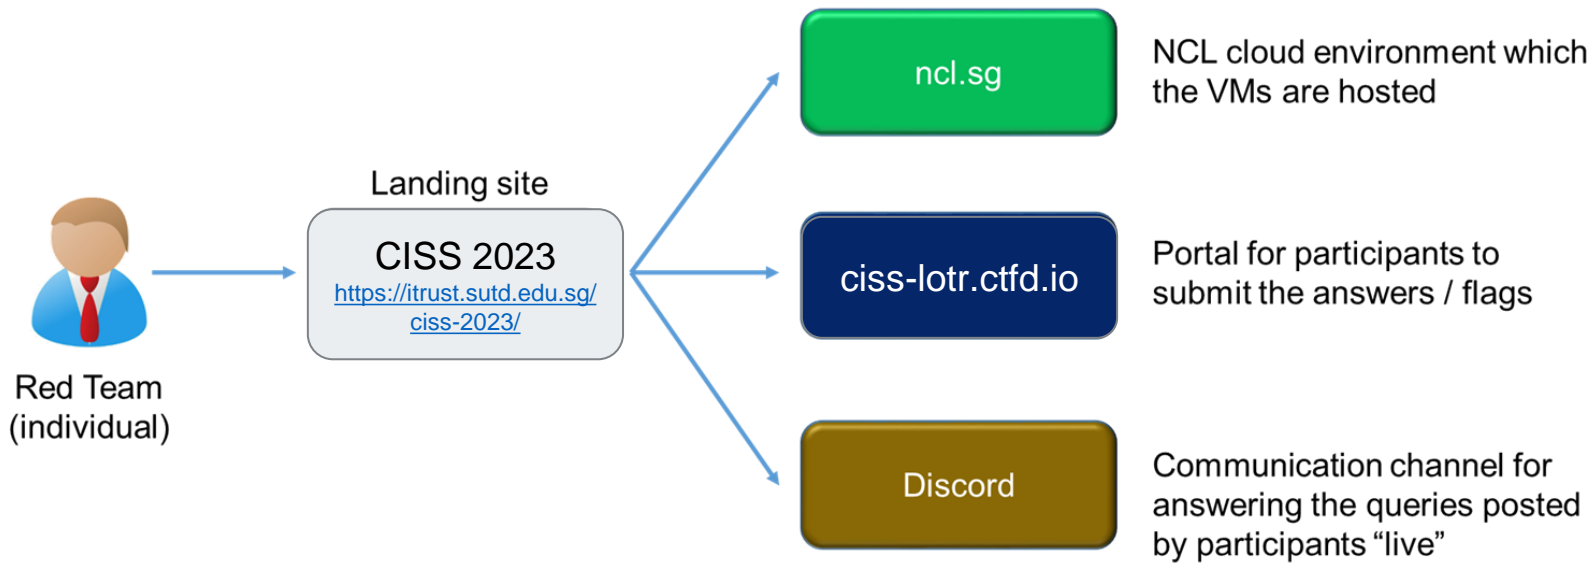 Red Team
(individual)
Landing site
CISS 2023
https://itrust.sutd.edu.sg/
ciss-2023/
ncl.sg
NCL cloud environment which
the VMs are hosted
ciss-lotr.ctfd.io
Portal for participants to
submit the answers / flags
Discord
Communication channel for
answering the queries posted
by participants “live”